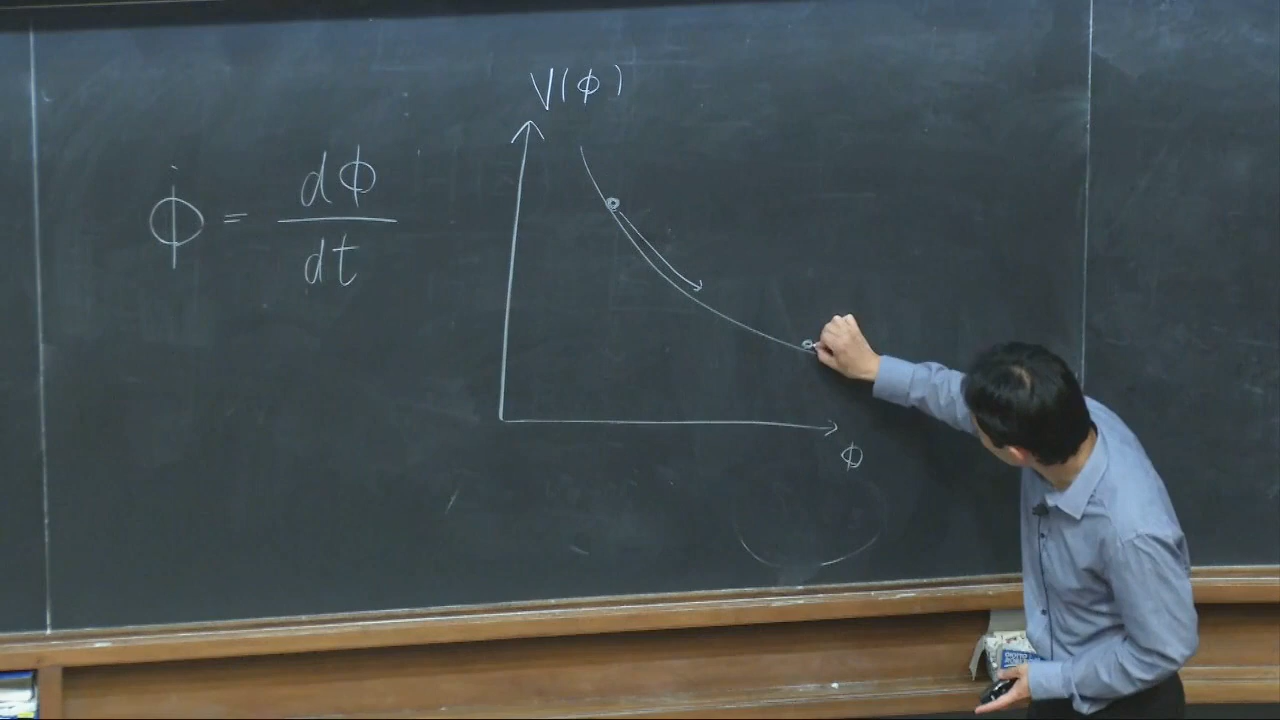 V(ϕ)
ϕ̇ = dϕ/dt
ϕ